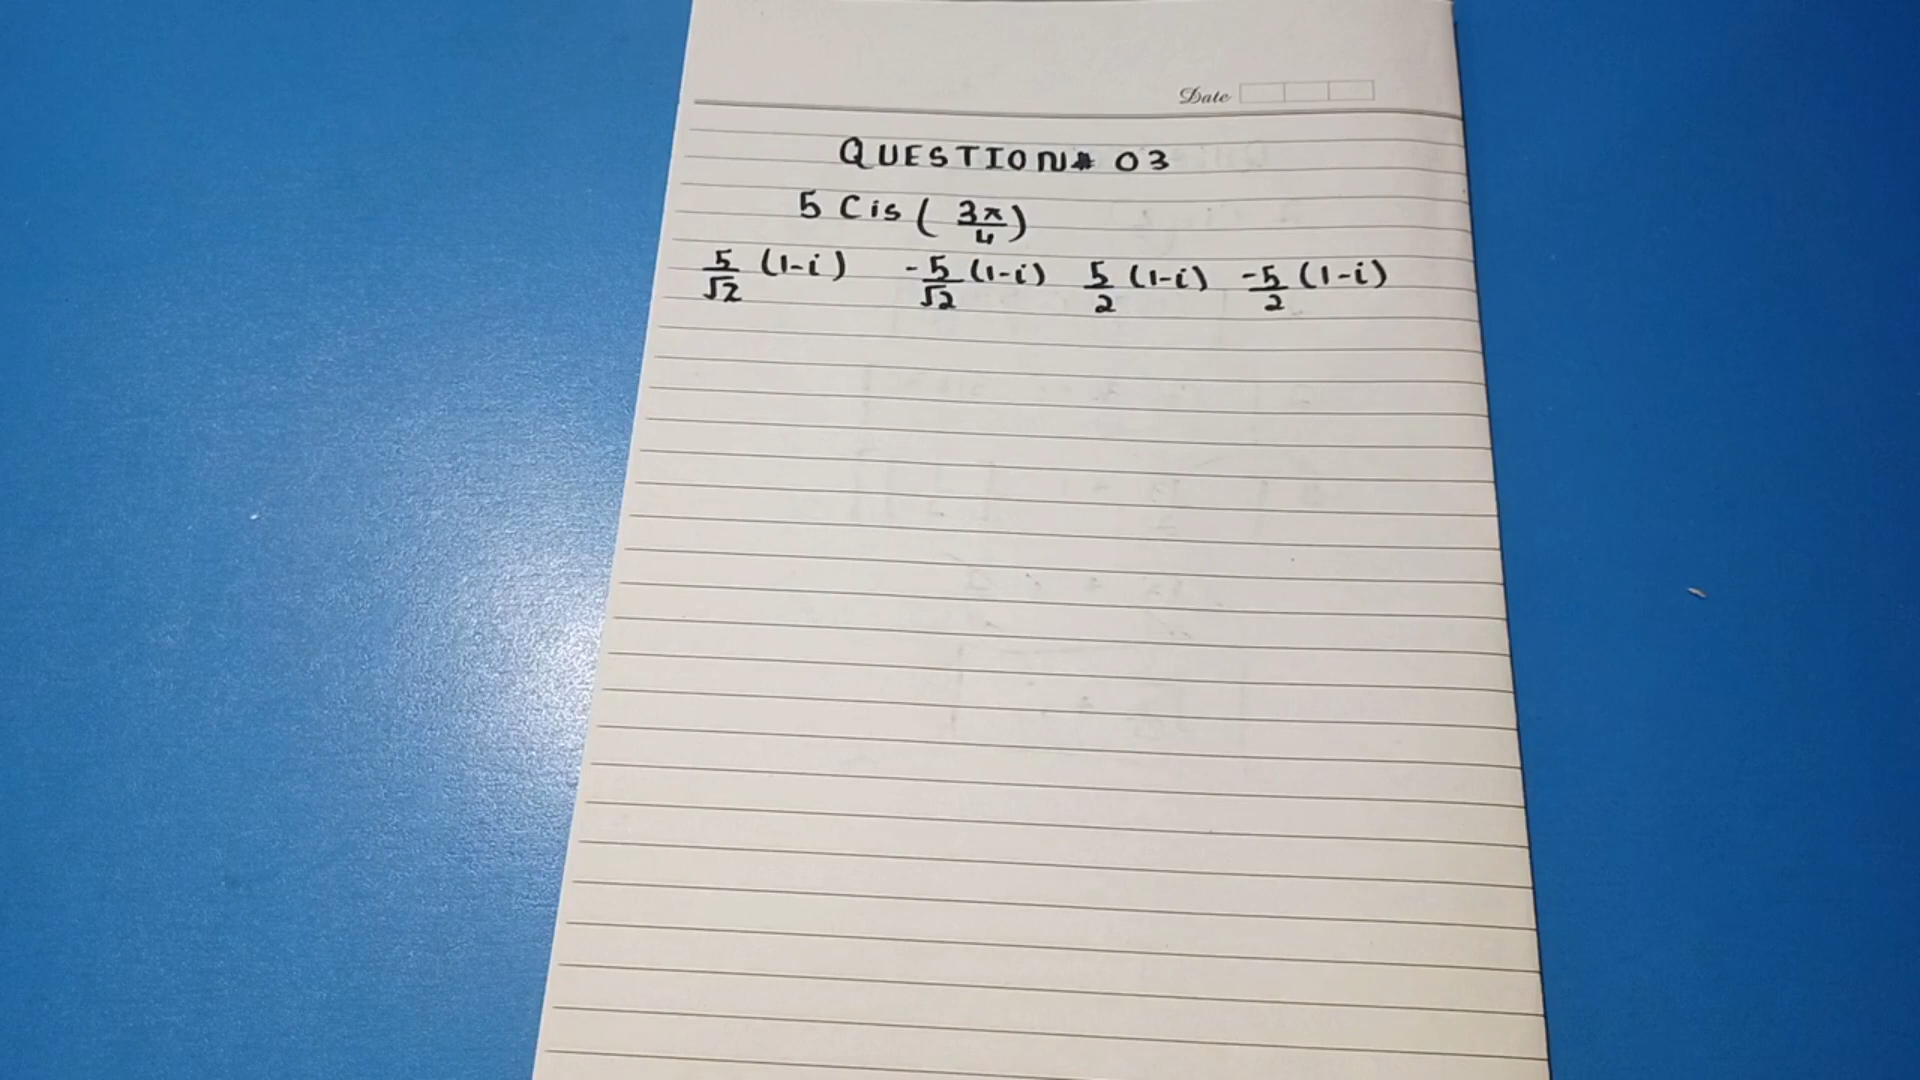 Date
QUESTION# 03
5 Cis ( 3π/4 )
5/√2 (1-i) -5/√2 (1-i) 5/2 (1-i) -5/2 (1-i)